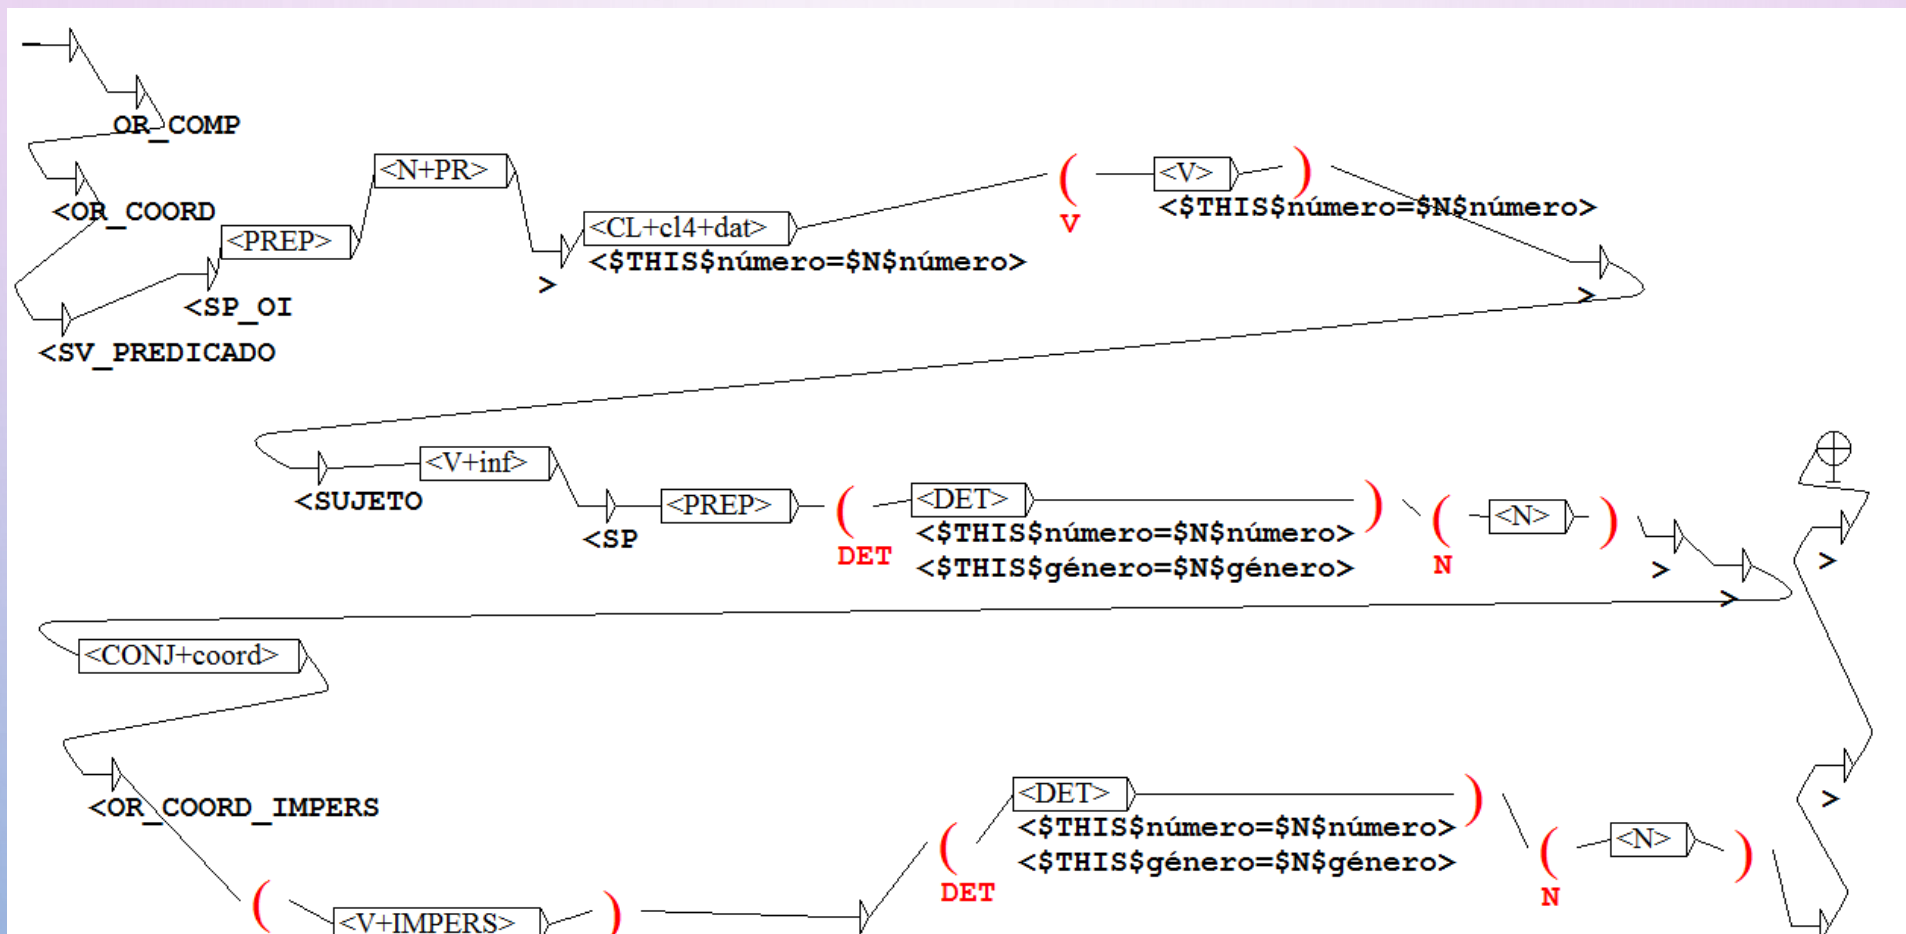 OR_COMP
<OR_COORD
<SV_PREDICADO
<SP_OI
<PREP>
<N+PR>
>
<CL+cl4+dat>
<$THIS$número=$N$número>
(
V
<V>
)
<$THIS$número=$N$número>
>
<SUJETO
<V+inf>
<SP
<PREP>
(
DET
<DET>
)
<$THIS$número=$N$número>
<$THIS$género=$N$género>
(
N
<N>
)
>
>
<CONJ+coord>
<OR_COORD_IMPERS
(
<V+IMPERS>
)
(
DET
<DET>
)
<$THIS$número=$N$número>
<$THIS$género=$N$género>
(
N
<N>
)
>
>